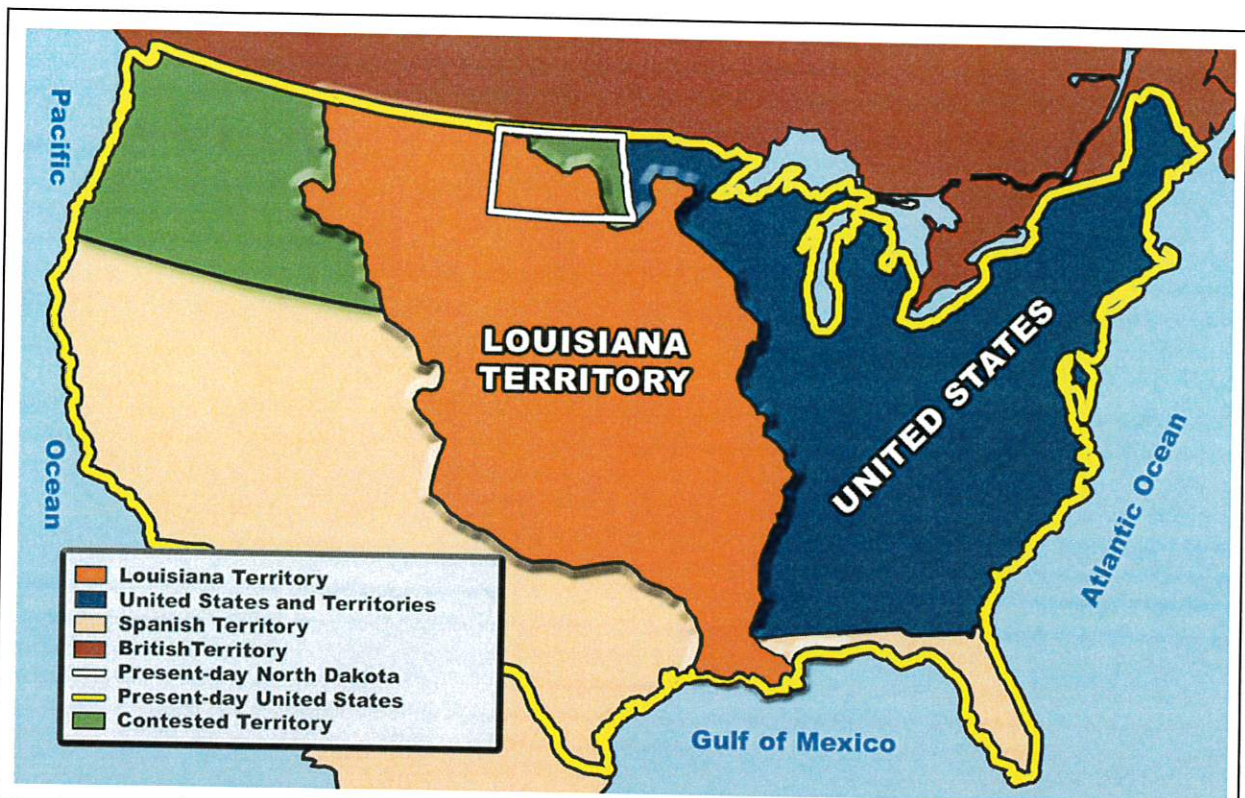 Pacific
Ocean
LOUISIANA
TERRITORY
UNITED STATES
Atlantic Ocean
Gulf of Mexico
Louisiana Territory
United States and Territories
Spanish Territory
BritishTerritory
Present-day North Dakota
Present-day United States
Contested Territory